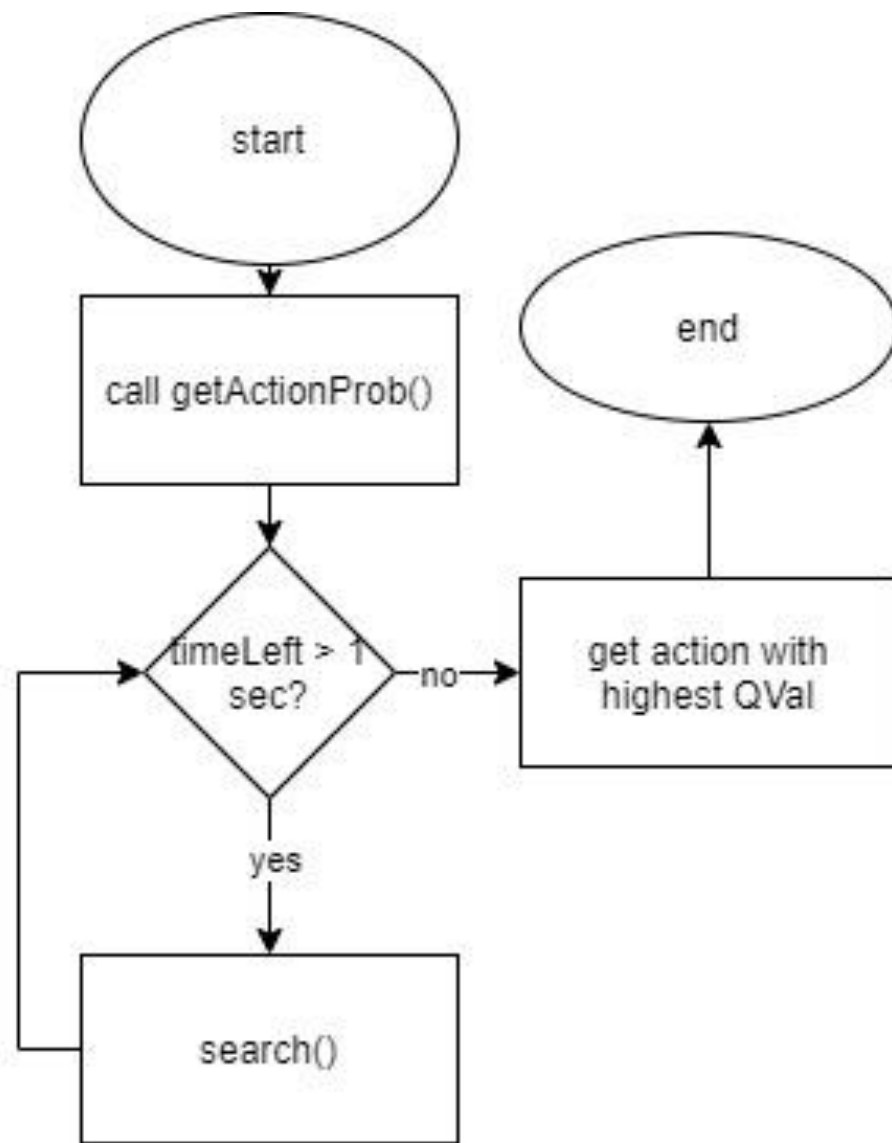 start
call getActionProb()
end
timeLeft > 1
sec?
no
get action with
highest QVal
yes
search()